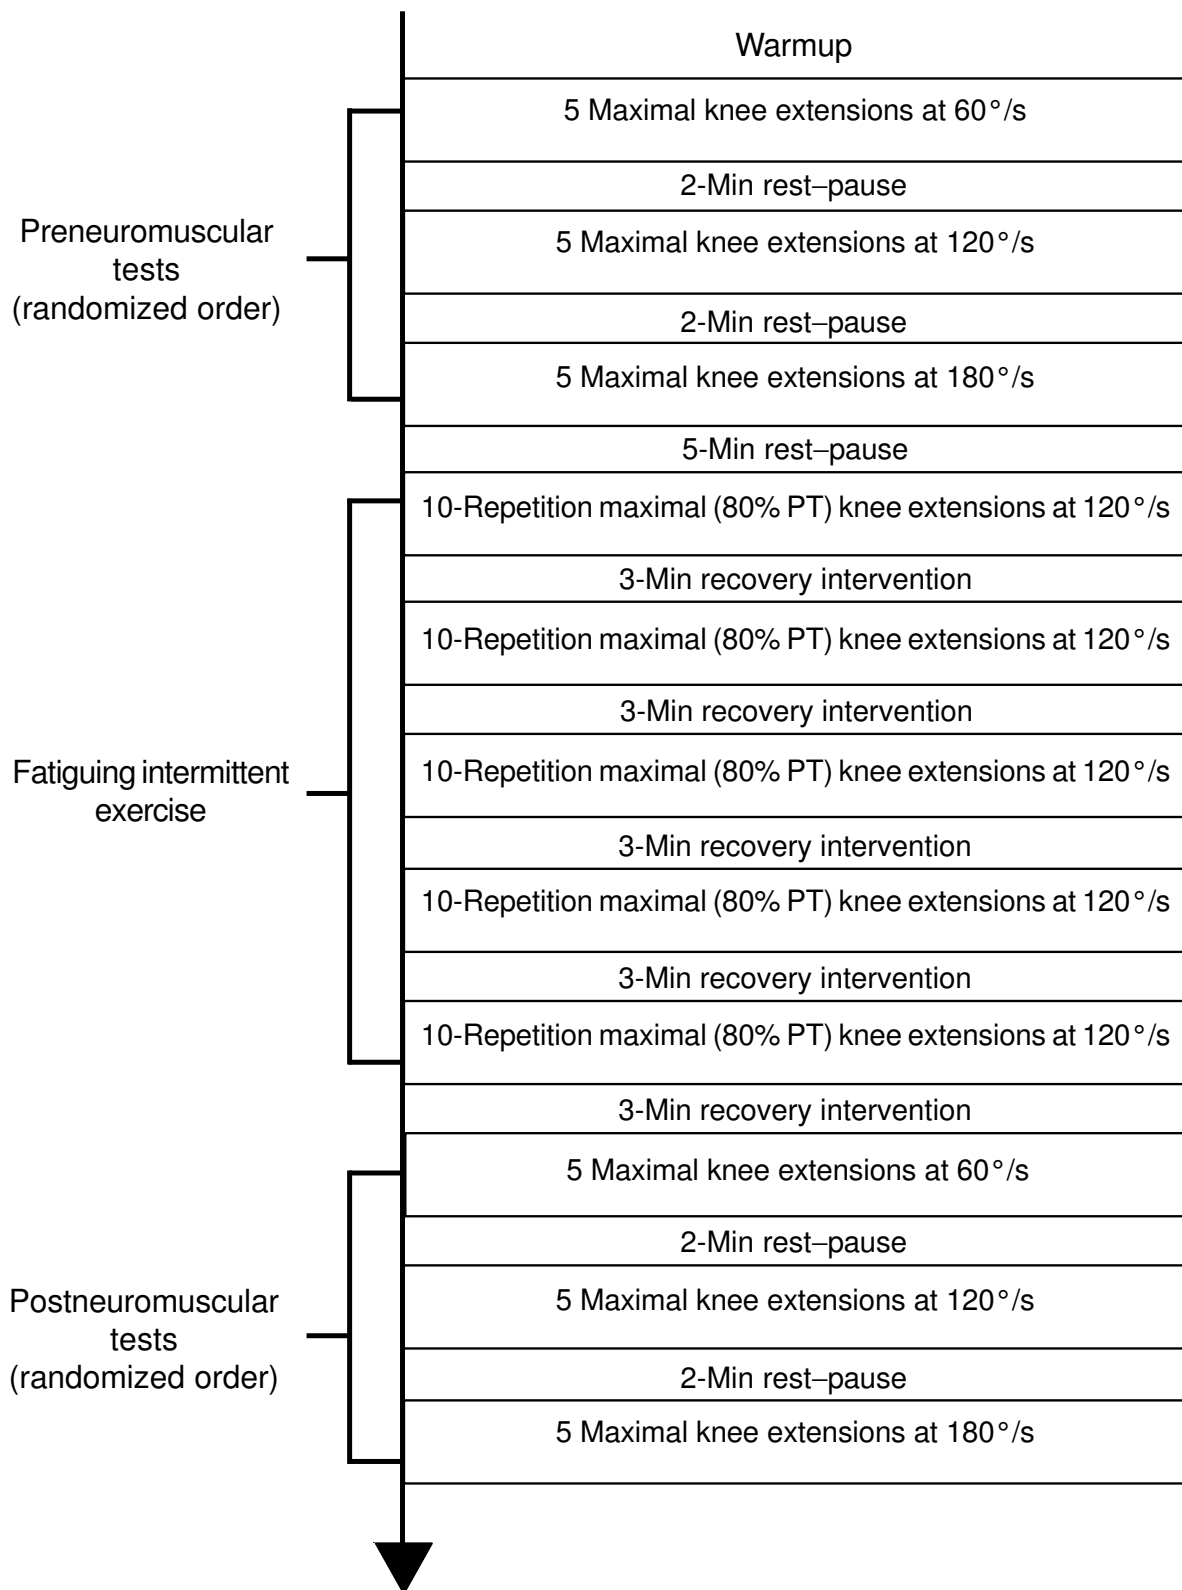 Warmup
5 Maximal knee extensions at 60°/s
2-Min rest–pause
Preneuromuscular
tests
(randomized order)
5 Maximal knee extensions at 120°/s
2-Min rest–pause
5 Maximal knee extensions at 180°/s
5-Min rest–pause
10-Repetition maximal (80% PT) knee extensions at 120°/s
3-Min recovery intervention
10-Repetition maximal (80% PT) knee extensions at 120°/s
3-Min recovery intervention
Fatiguing intermittent
exercise
10-Repetition maximal (80% PT) knee extensions at 120°/s
3-Min recovery intervention
10-Repetition maximal (80% PT) knee extensions at 120°/s
3-Min recovery intervention
10-Repetition maximal (80% PT) knee extensions at 120°/s
3-Min recovery intervention
5 Maximal knee extensions at 60°/s
2-Min rest–pause
Postneuromuscular
tests
(randomized order)
5 Maximal knee extensions at 120°/s
2-Min rest–pause
5 Maximal knee extensions at 180°/s